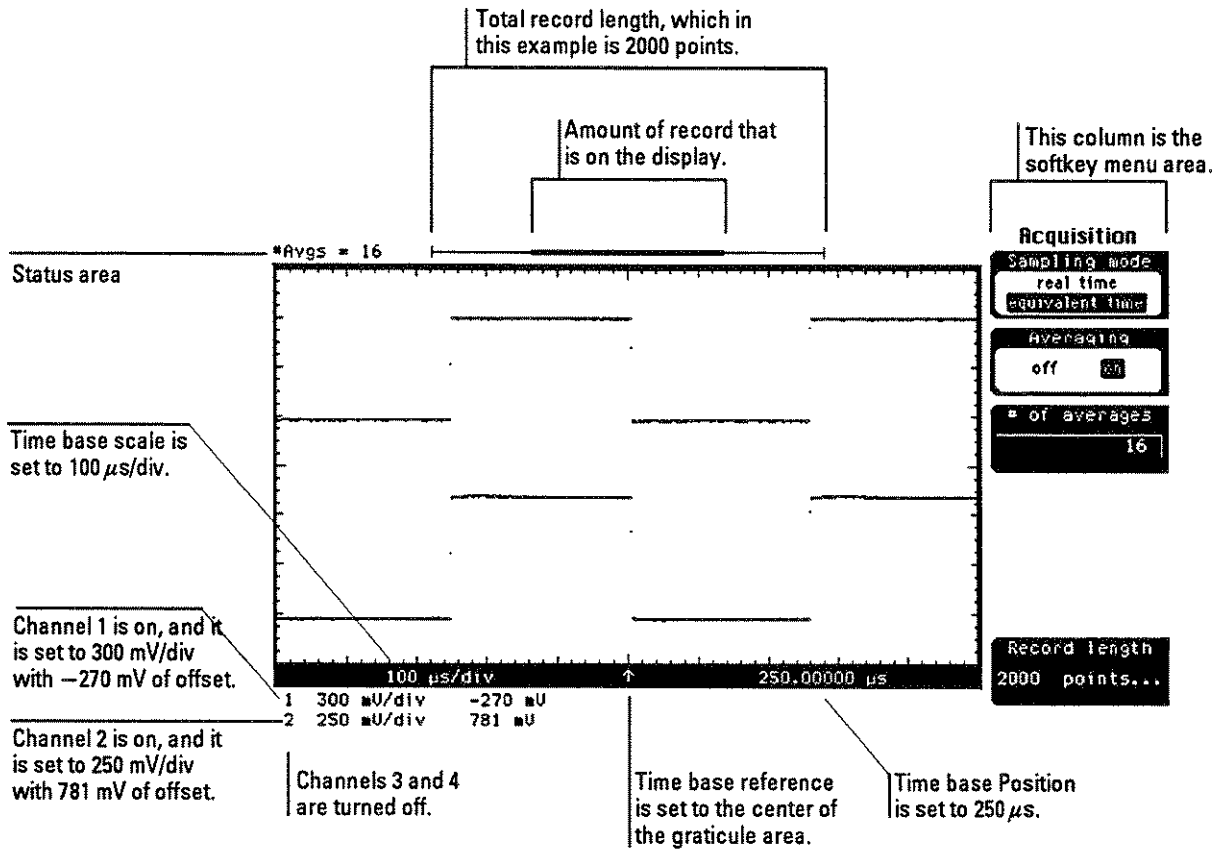 Total record length, which in
this example is 2000 points.
Amount of record that
is on the display.
This column is the
softkey menu area.
Status area
#Avgs = 16
Acquisition
Sampling mode
real time
equivalent time
Averaging
off on
# of averages
16
Time base scale is
set to 100 µs/div.
Channel 1 is on, and it
is set to 300 mV/div
with −270 mV of offset.
Record length
2000 points...
100 µs/div ↑ 250.00000 µs
1 300 mV/div -270 mV
2 250 mV/div 781 mV
Channel 2 is on, and it
is set to 250 mV/div
with 781 mV of offset.
Channels 3 and 4
are turned off.
Time base reference
is set to the center of
the graticule area.
Time base Position
is set to 250 µs.